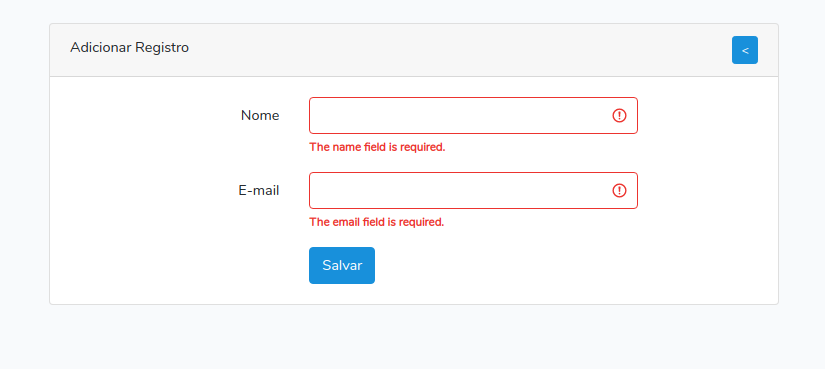 Adicionar Registro
<
Nome
The name field is required.
E-mail
The email field is required.
Salvar